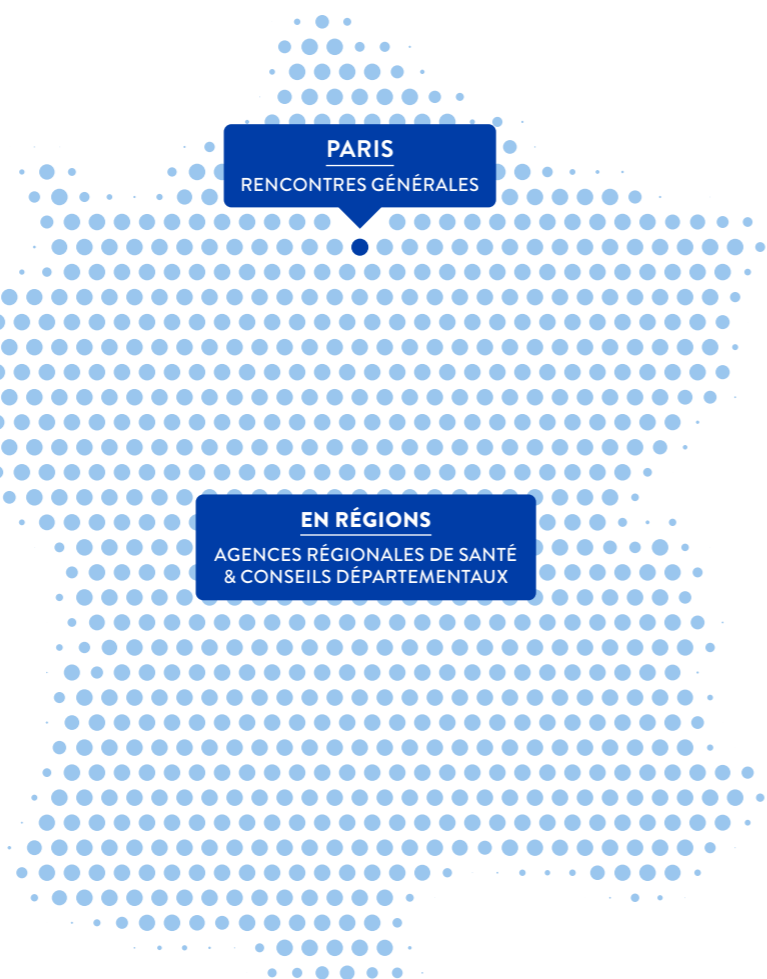 PARIS
RENCONTRES GÉNÉRALES
EN RÉGIONS
AGENCES RÉGIONALES DE SANTÉ
& CONSEILS DÉPARTEMENTAUX